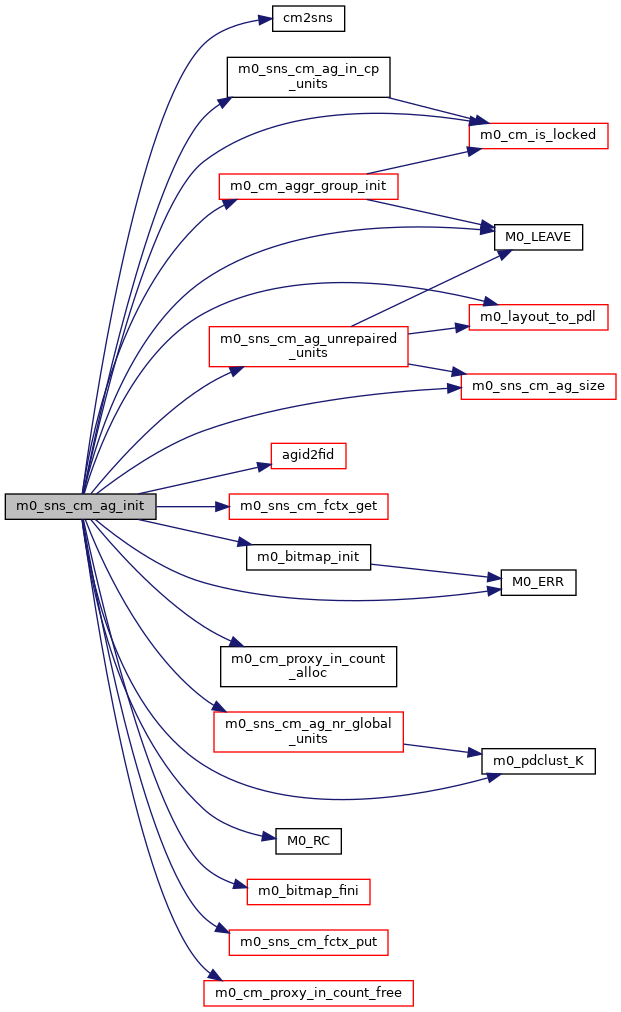 cm2sns
m0_sns_cm_ag_in_cp
_units
m0_cm_is_locked
m0_cm_aggr_group_init
M0_LEAVE
m0_layout_to_pdl
m0_sns_cm_ag_unrepaired
_units
m0_sns_cm_ag_size
agid2fid
m0_sns_cm_ag_init
m0_sns_cm_fctx_get
m0_bitmap_init
M0_ERR
m0_cm_proxy_in_count
_alloc
m0_sns_cm_ag_nr_global
_units
m0_pdclust_K
M0_RC
m0_bitmap_fini
m0_sns_cm_fctx_put
m0_cm_proxy_in_count_free